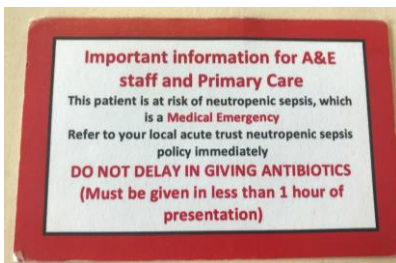 Important information for A&E
staff and Primary Care
This patient is at risk of neutropenic sepsis, which
is a Medical Emergency
Refer to your local acute trust neutropenic sepsis
policy immediately
DO NOT DELAY IN GIVING ANTIBIOTICS
(Must be given in less than 1 hour of
presentation)